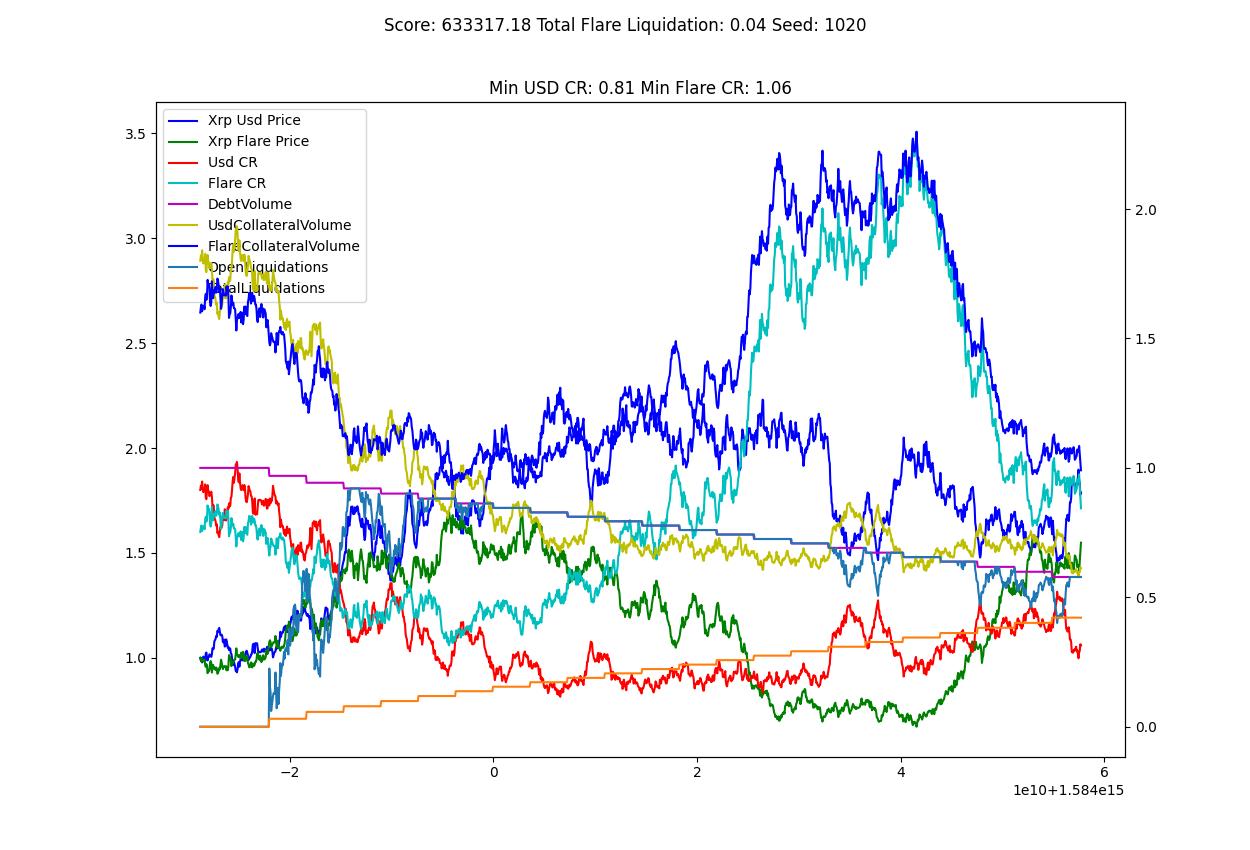 Score: 633317.18 Total Flare Liquidation: 0.04 Seed: 1020
Min USD CR: 0.81 Min Flare CR: 1.06
Xrp Usd Price
Xrp Flare Price
Usd CR
Flare CR
DebtVolume
UsdCollateralVolume
FlareCollateralVolume
OpenLiquidations
TotalLiquidations
3.5
3.0
2.5
2.0
1.5
1.0
2.0
1.5
1.0
0.5
0.0
−2
0
2
4
6
1e10+1.584e15